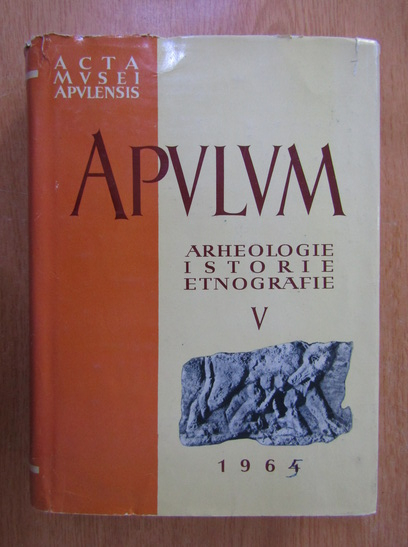 ACTA
MVSEI
APVLENSIS
APVLVM
ARHEOLOGIE
ISTORIE
ETNOGRAFIE
V
1965